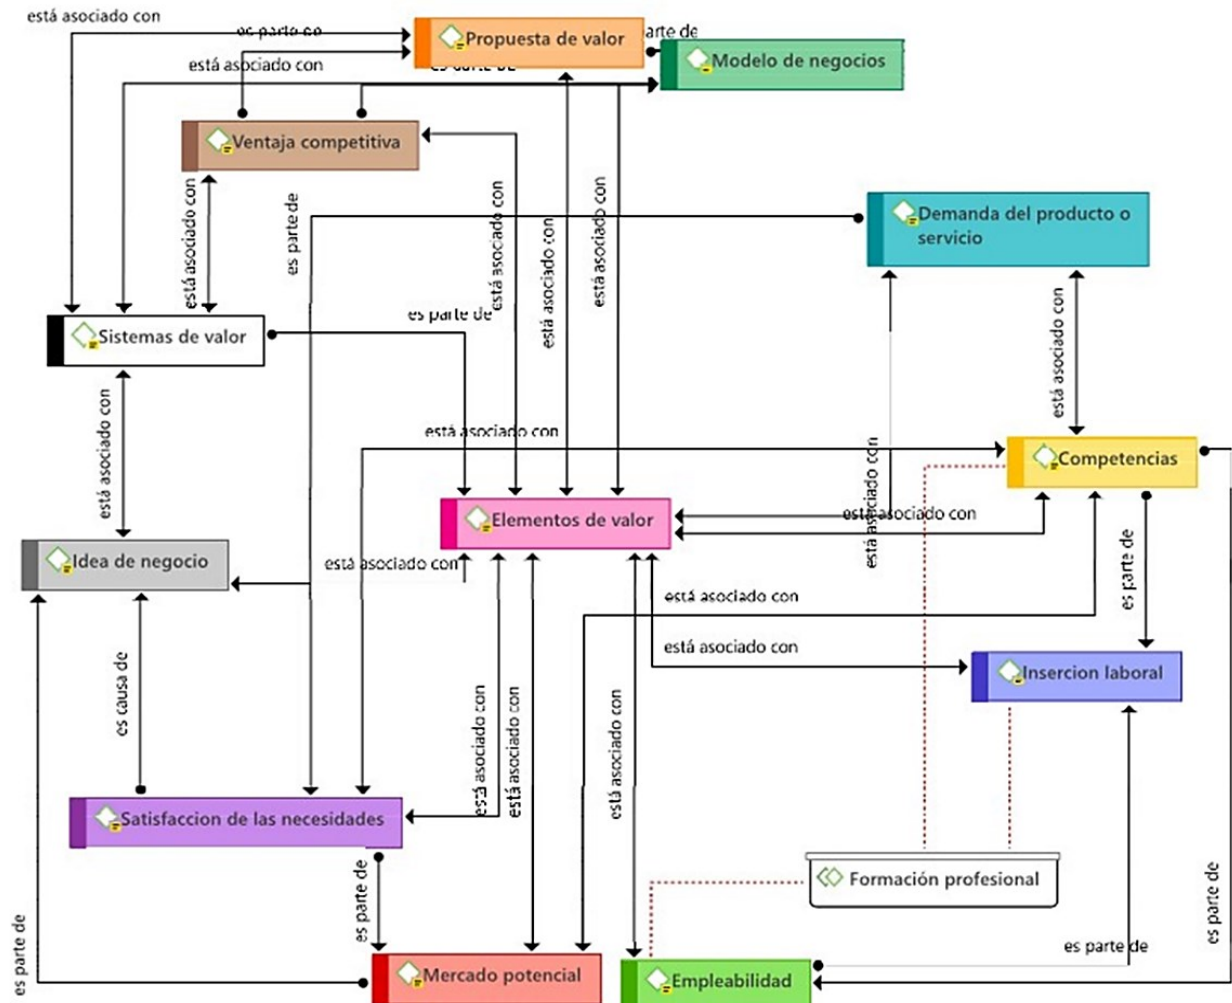 está asociado con
es parte de
Propuesta de valor
arte de
Modelo de negocios
está asociado con
es parte de
Ventaja competitiva
está asociado con
es parte de
está asociado con
está asociado con
está asociado con
Demanda del producto o
servicio
está asociado con
Sistemas de valor
es parte de
está asociado con
está asociado con
Competencias
está asociado con
Elementos de valor
está asociado con
Idea de negocio
está asociado con
es parte de
está asociado con
está asociado con
Insercion laboral
es causa de
está asociado con
está asociado con
está asociado con
Satisfaccion de las necesidades
es parte de
Formación profesional
es parte de
es parte de
es parte de
Mercado potencial
Empleabilidad